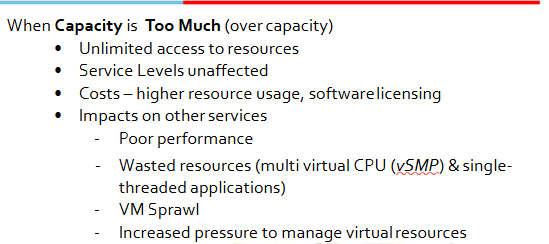 When Capacity is Too Much (over capacity)
• Unlimited access to resources
• Service Levels unaffected
• Costs – higher resource usage, software licensing
• Impacts on other services
- Poor performance
- Wasted resources (multi virtual CPU (vSMP) & single-
threaded applications)
- VM Sprawl
- Increased pressure to manage virtual resources